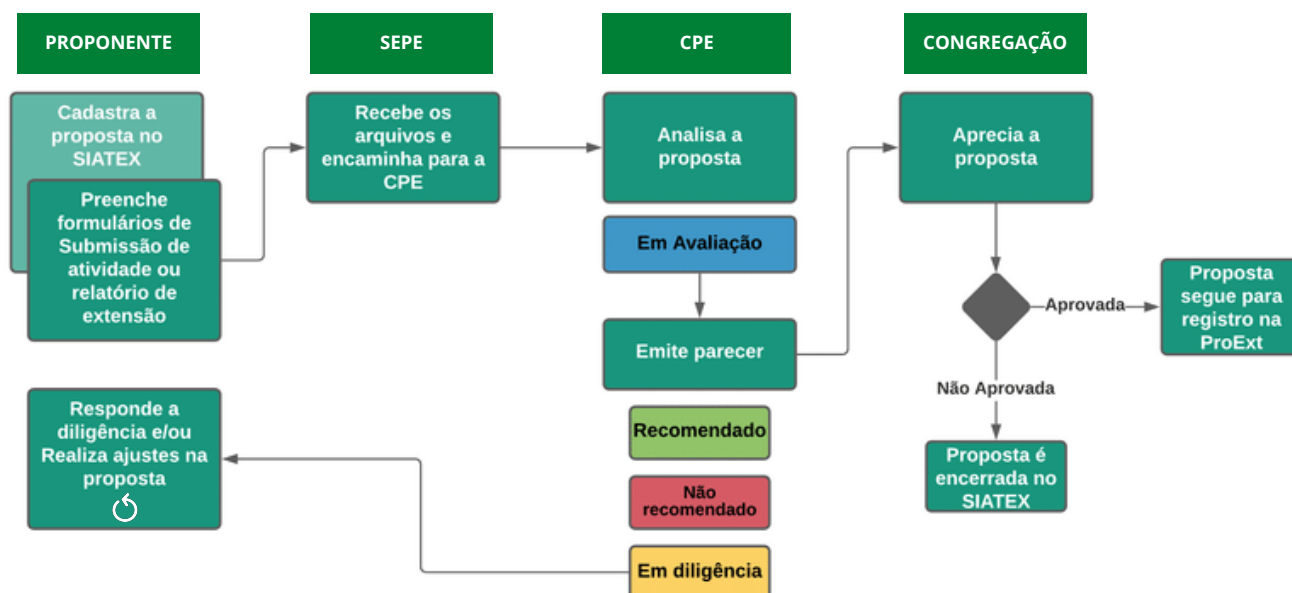 PROPONENTE
SEPE
CPE
CONGREGAÇÃO
Cadastra a
proposta no
SIATEX
Preenche
formulários de
Submissão de
atividade ou
relatório de
extensão
Recebe os
arquivos e
encaminha para a
CPE
Analisa a
proposta
Em Avaliação
Emite parecer
Recomendado
Não
recomendado
Em diligência
Responde a
diligência e/ou
Realiza ajustes na
proposta
Aprecia a
proposta
Aprovada
Proposta
segue para
registro na
ProExt
Não Aprovada
Proposta é
encerrada no
SIATEX